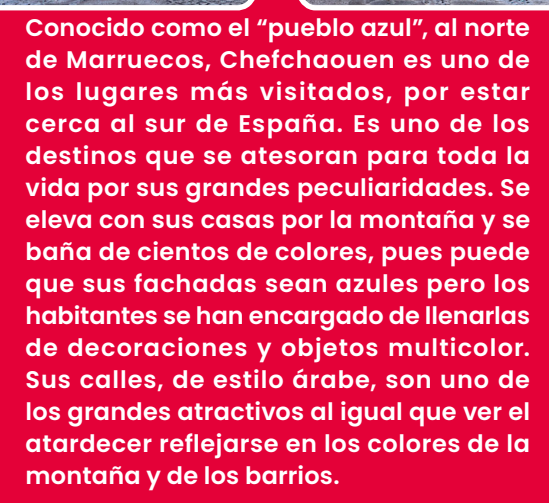 Conocido como el “pueblo azul”, al norte
de Marruecos, Chefchaouen es uno de
los lugares más visitados, por estar
cerca al sur de España. Es uno de los
destinos que se atesoran para toda la
vida por sus grandes peculiaridades. Se
eleva con sus casas por la montaña y se
baña de cientos de colores, pues puede
que sus fachadas sean azules pero los
habitantes se han encargado de llenarlas
de decoraciones y objetos multicolor.
Sus calles, de estilo árabe, son uno de
los grandes atractivos al igual que ver el
atardecer reflejarse en los colores de la
montaña y de los barrios.